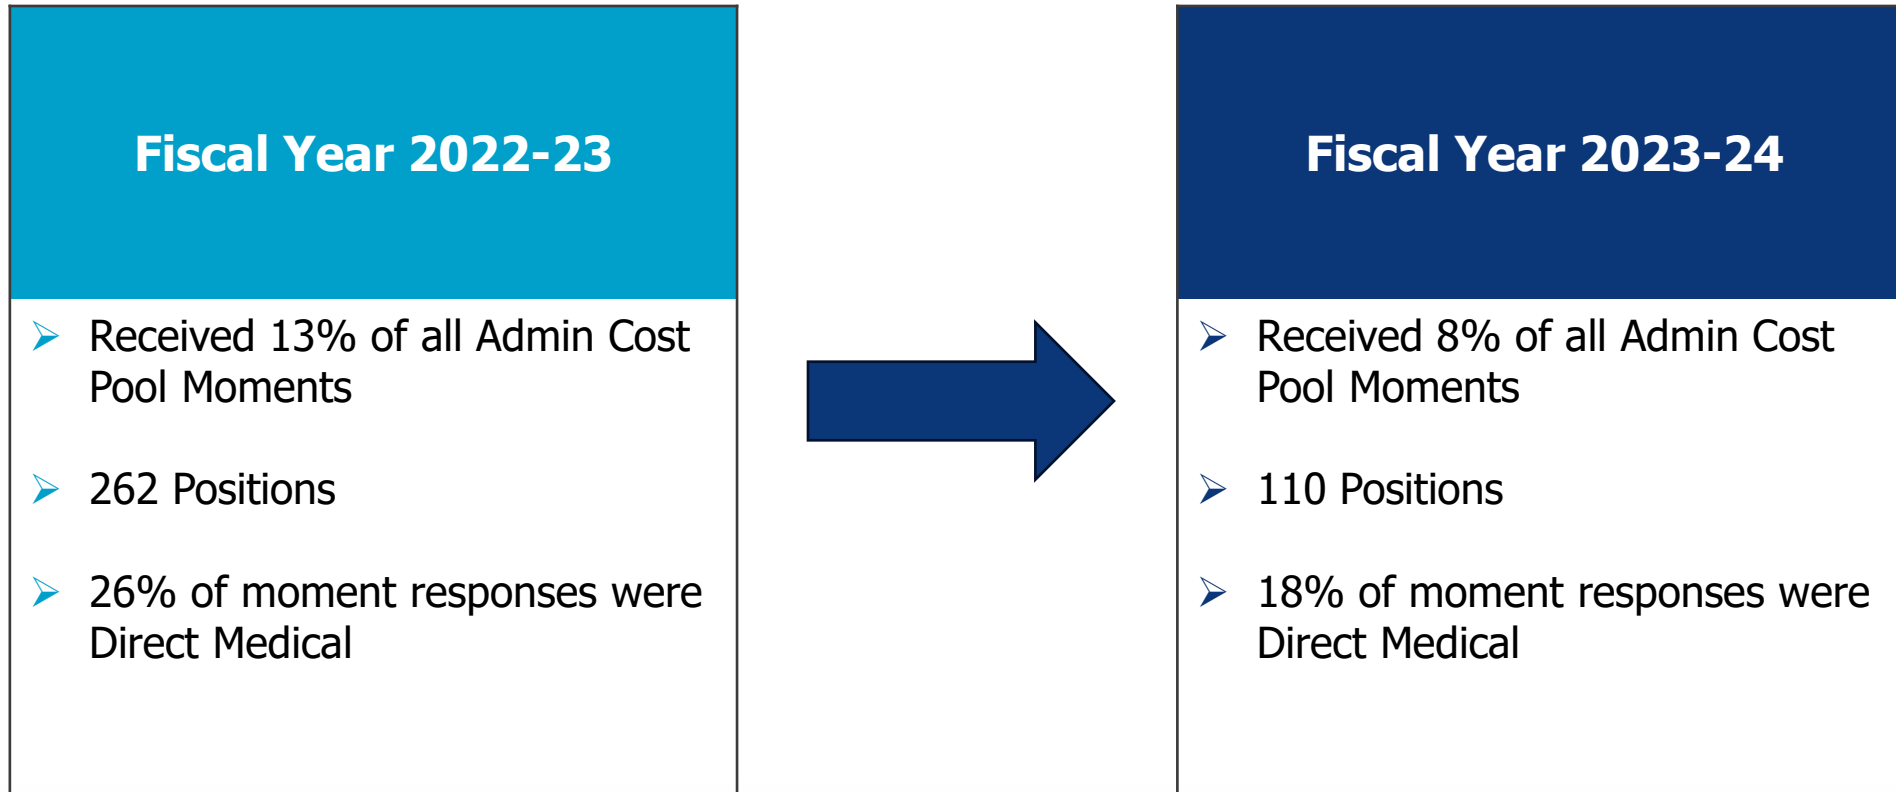 Fiscal Year 2022-23
➢ Received 13% of all Admin Cost
Pool Moments
➢ 262 Positions
➢ 26% of moment responses were
Direct Medical
Fiscal Year 2023-24
➢ Received 8% of all Admin Cost
Pool Moments
➢ 110 Positions
➢ 18% of moment responses were
Direct Medical